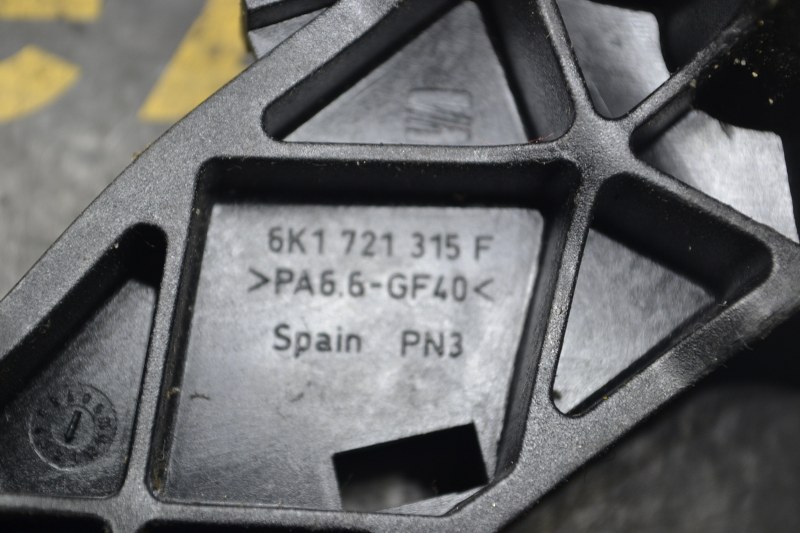 6K1 721 315 F
>PA6.6-GF40<
Spain PN3